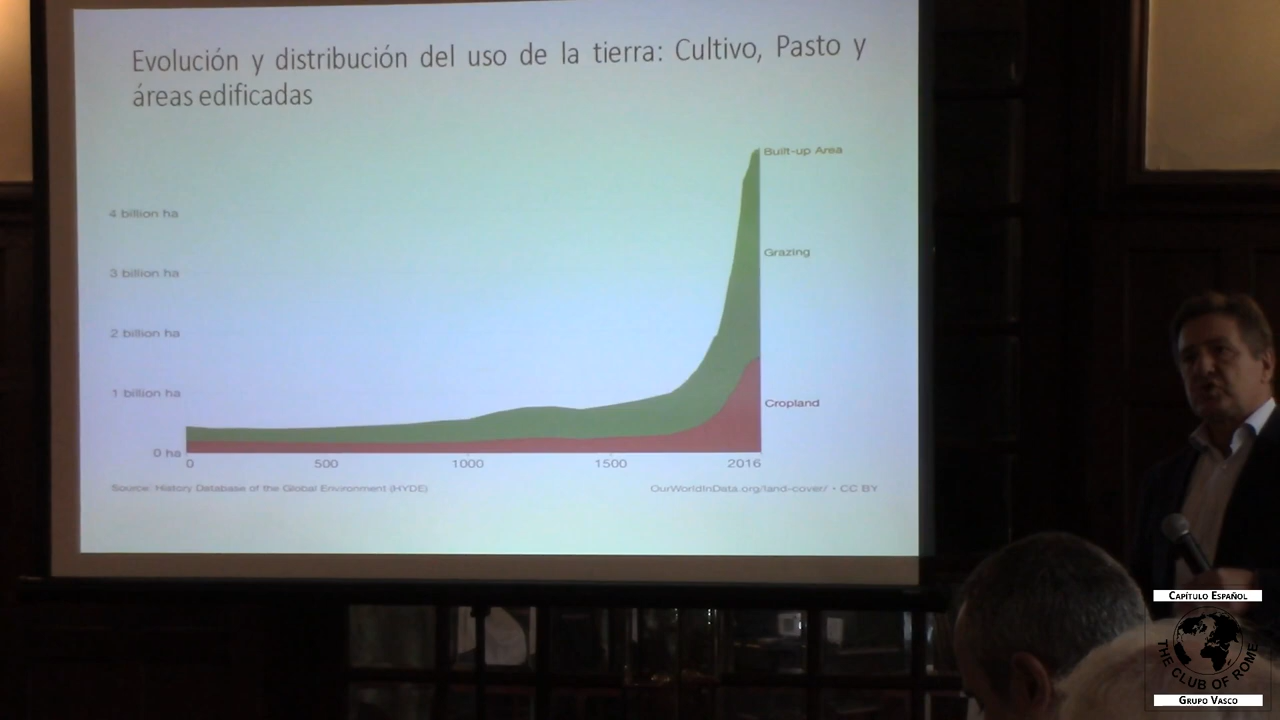 Evolución y distribución del uso de la tierra: Cultivo, Pasto y
áreas edificadas
Built-up Area
4 billion ha
Grazing
3 billion ha
2 billion ha
1 billion ha
Cropland
0 ha
0 500 1000 1500 2016
Source: History Database of the Global Environment (HYDE)
OurWorldInData.org/land-cover/ • CC BY
Capítulo Español
THE CLUB OF ROME
Grupo Vasco